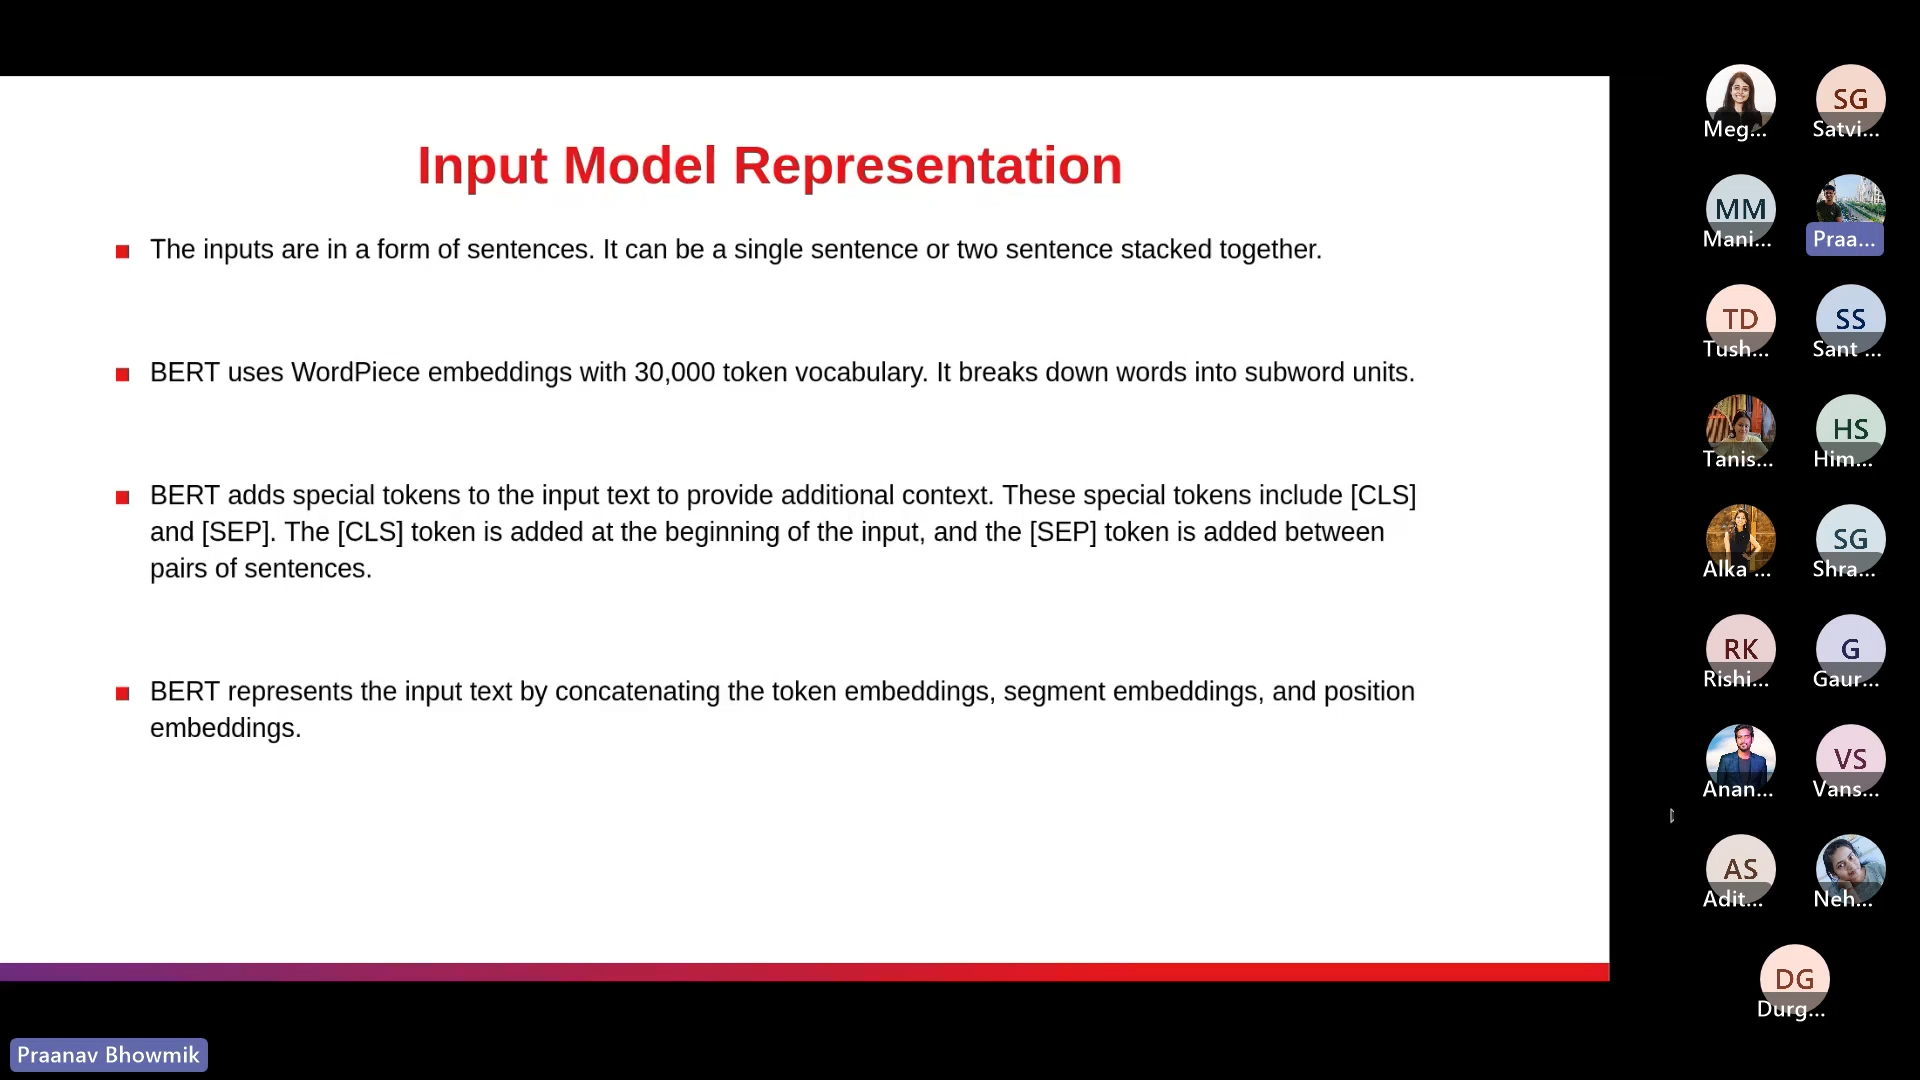 Input Model Representation
The inputs are in a form of sentences. It can be a single sentence or two sentence stacked together.
BERT uses WordPiece embeddings with 30,000 token vocabulary. It breaks down words into subword units.
BERT adds special tokens to the input text to provide additional context. These special tokens include [CLS]
and [SEP]. The [CLS] token is added at the beginning of the input, and the [SEP] token is added between
pairs of sentences.
BERT represents the input text by concatenating the token embeddings, segment embeddings, and position
embeddings.
Praanav Bhowmik
Meg...
SG
Satvi...
MM
Mani...
Praa...
TD
Tush...
SS
Sant ...
Tanis...
HS
Him...
Alka ...
SG
Shra...
RK
Rishi...
G
Gaur...
Anan...
VS
Vans...
AS
Adit...
Neh...
DG
Durg...